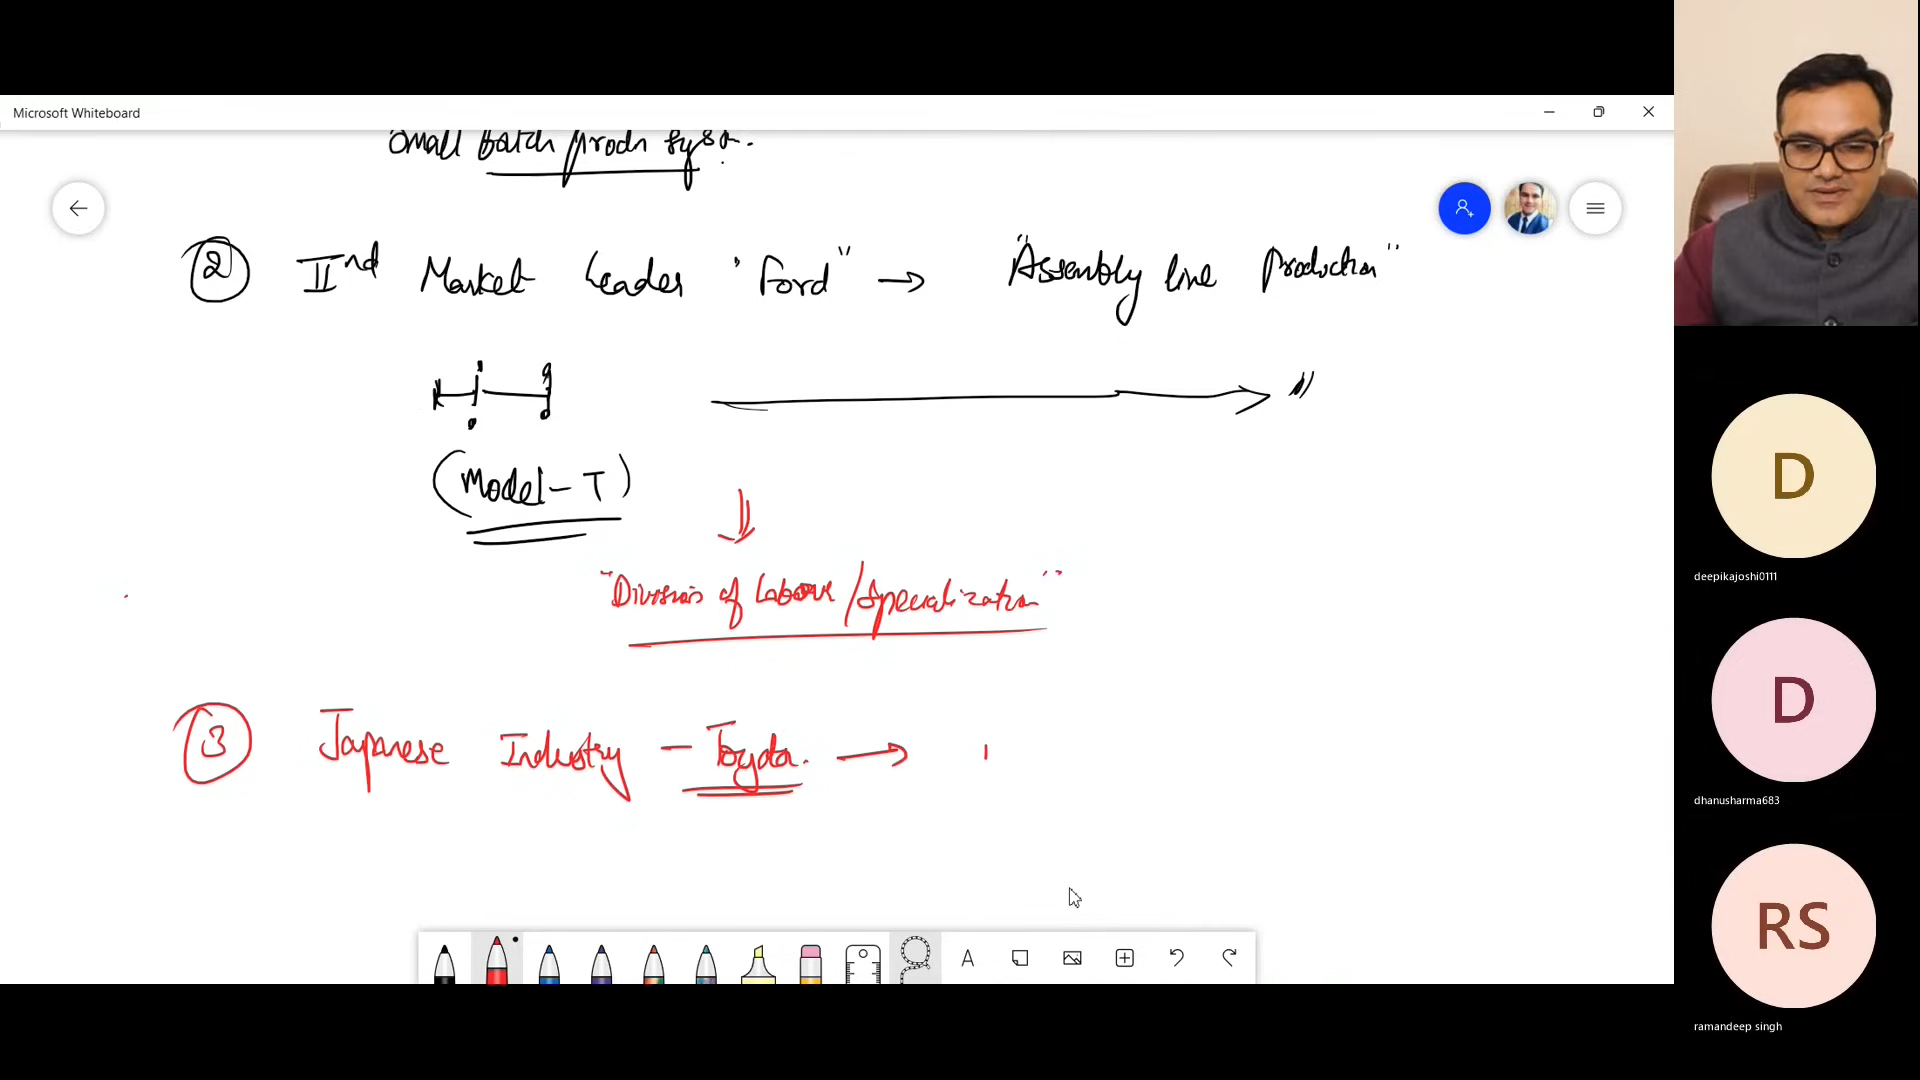 Microsoft Whiteboard
Small batch prodn
② IInd Market Leader "Ford" → "Assembly line Production"
(Model-T)
"Division of Labour/Specialization"
③ Japanese Industry - Toyota. →
A
D
deepikajoshi0111
D
dhanusharma683
RS
ramandeep singh